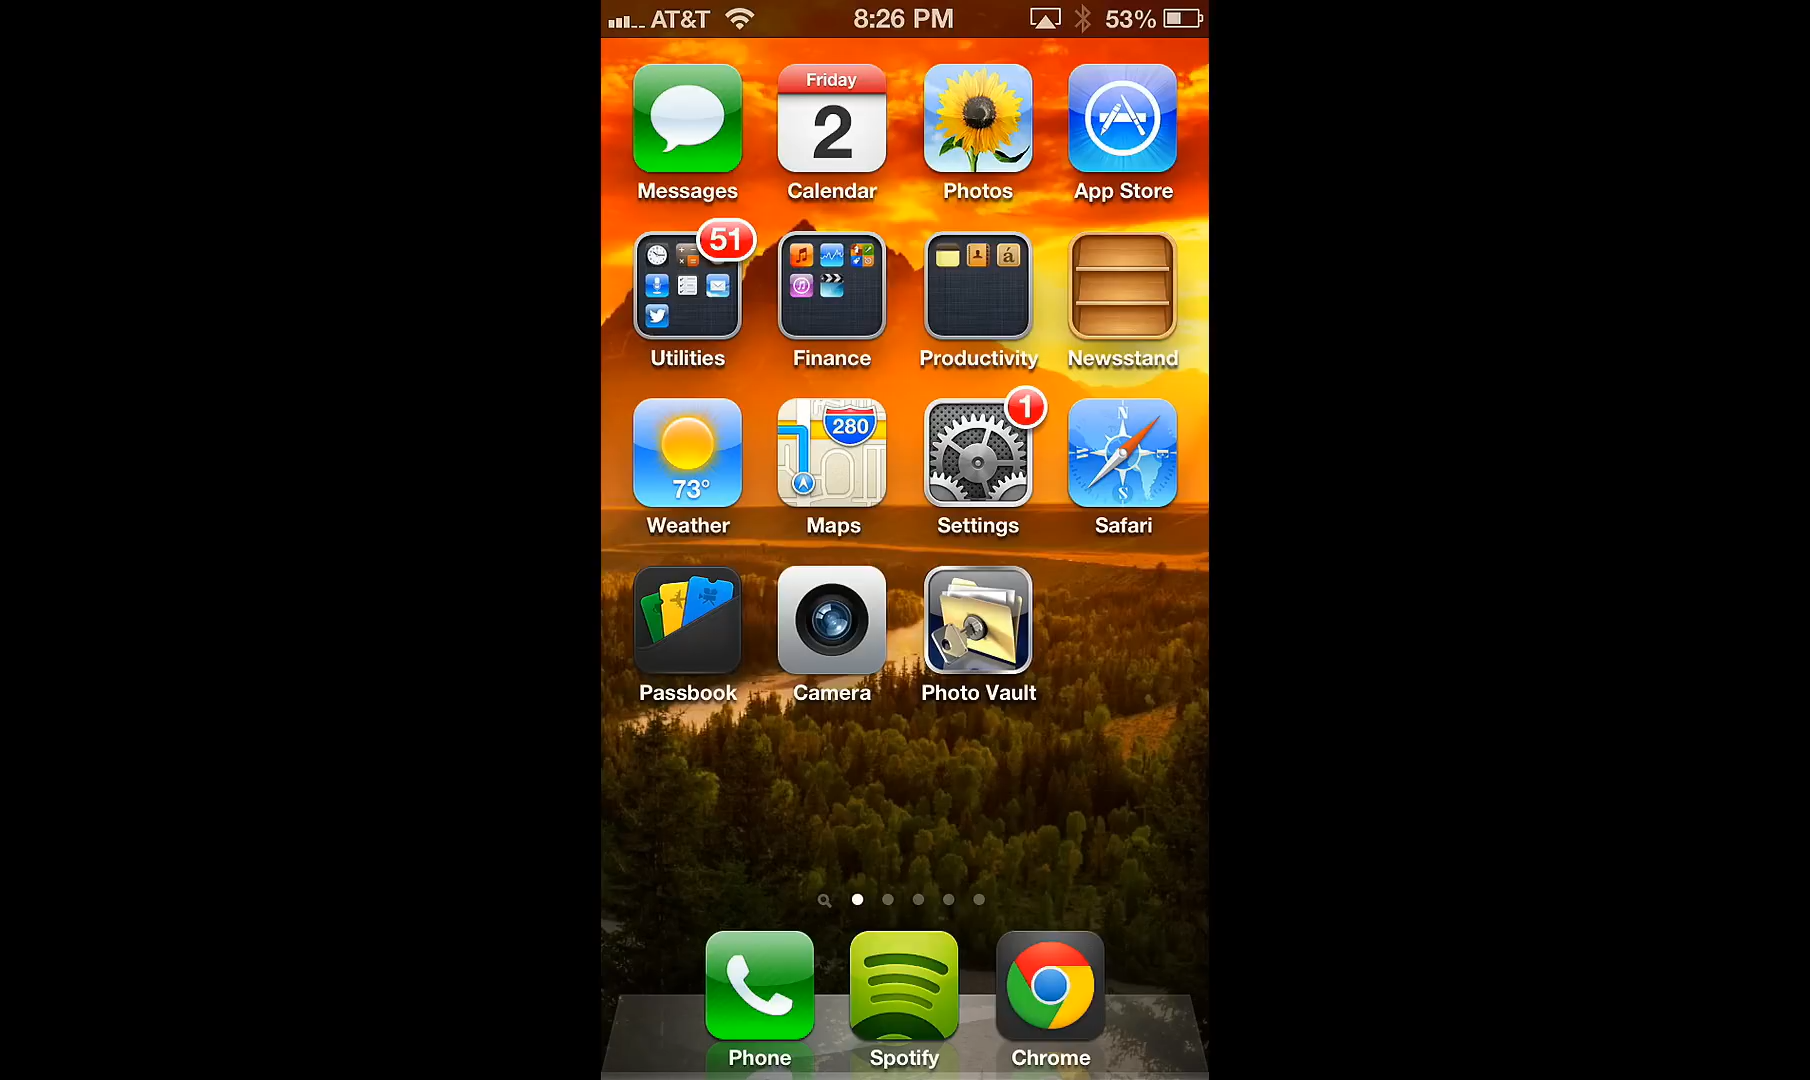 AT&T 8:26 PM 53%
Friday
2
Messages Calendar Photos App Store
51
á
Utilities Finance Productivity Newsstand
1
280
N
S
73°
Weather Maps Settings Safari
Passbook Camera Photo Vault
Phone Spotify Chrome